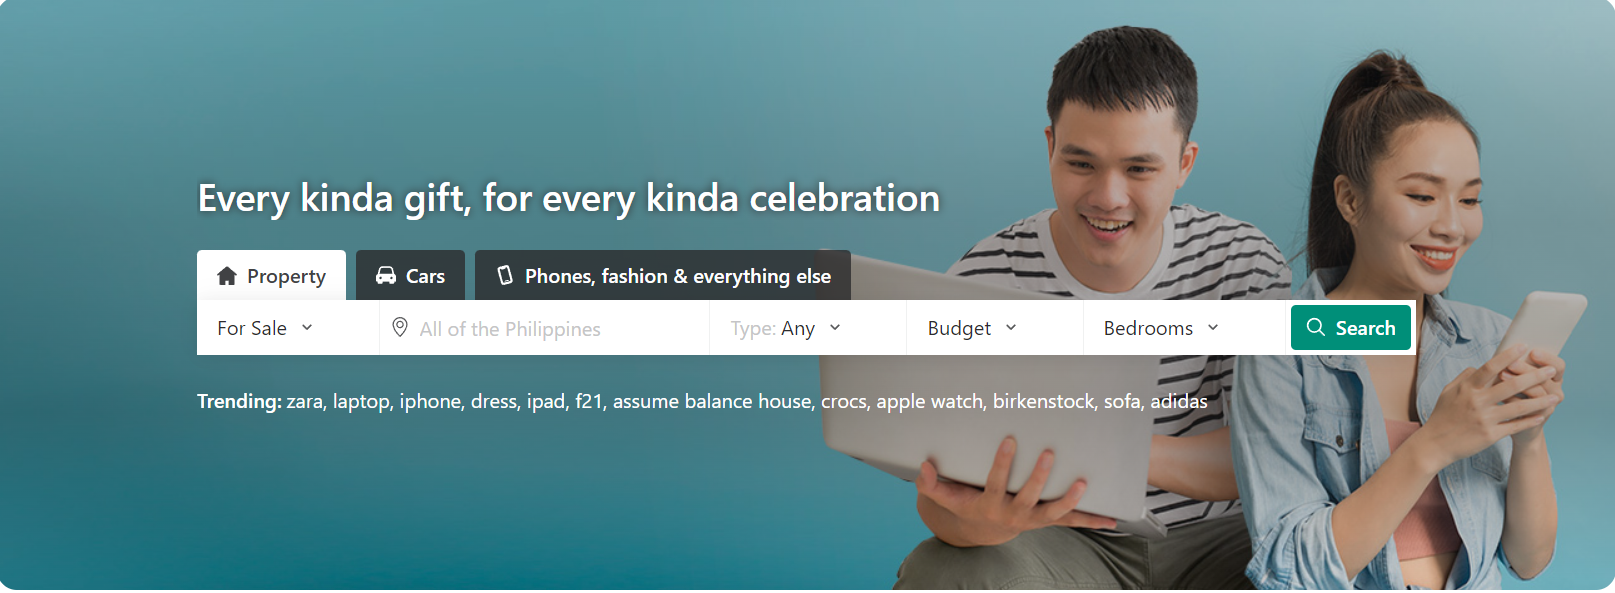 Every kinda gift, for every kinda celebration
Property Cars Phones, fashion & everything else
For Sale All of the Philippines Type: Any Budget Bedrooms Search
Trending: zara, laptop, iphone, dress, ipad, f21, assume balance house, crocs, apple watch, birkenstock, sofa, adidas